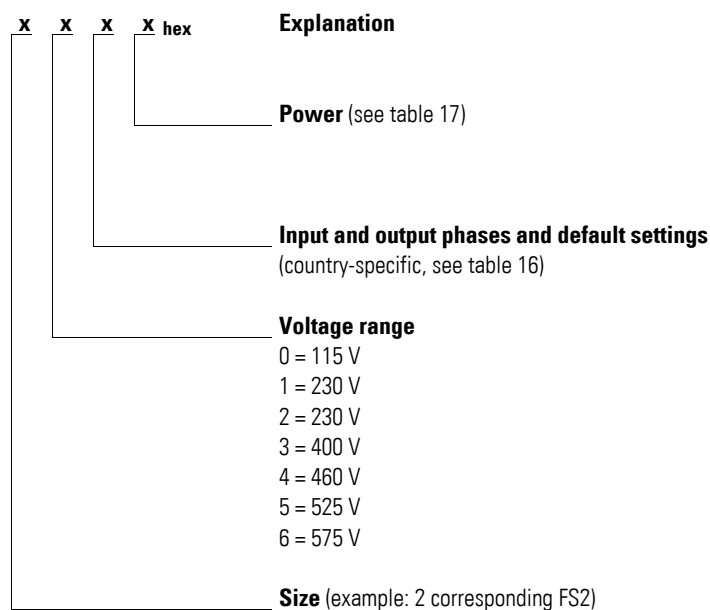 x x x x hex Explanation
Power (see table 17)
Input and output phases and default settings
(country-specific, see table 16)
Voltage range
0 = 115 V
1 = 230 V
2 = 230 V
3 = 400 V
4 = 460 V
5 = 525 V
6 = 575 V
Size (example: 2 corresponding FS2)